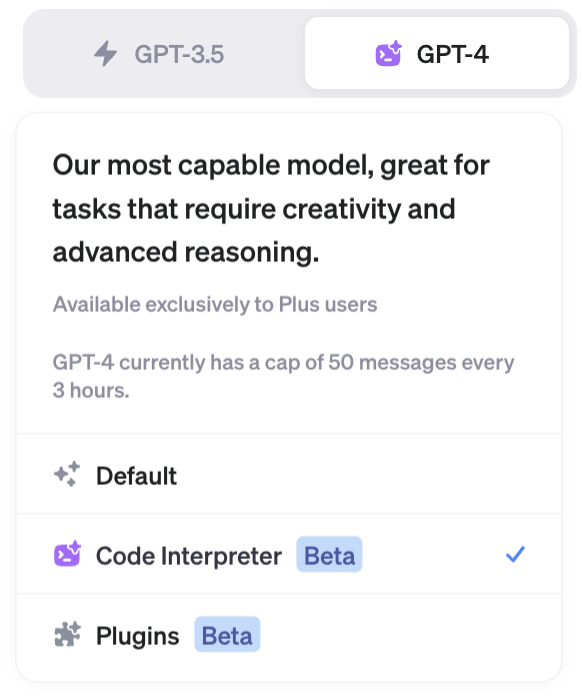 GPT-3.5
GPT-4
Our most capable model, great for
tasks that require creativity and
advanced reasoning.
Available exclusively to Plus users
GPT-4 currently has a cap of 50 messages every
3 hours.
Default
Code Interpreter Beta
Plugins Beta